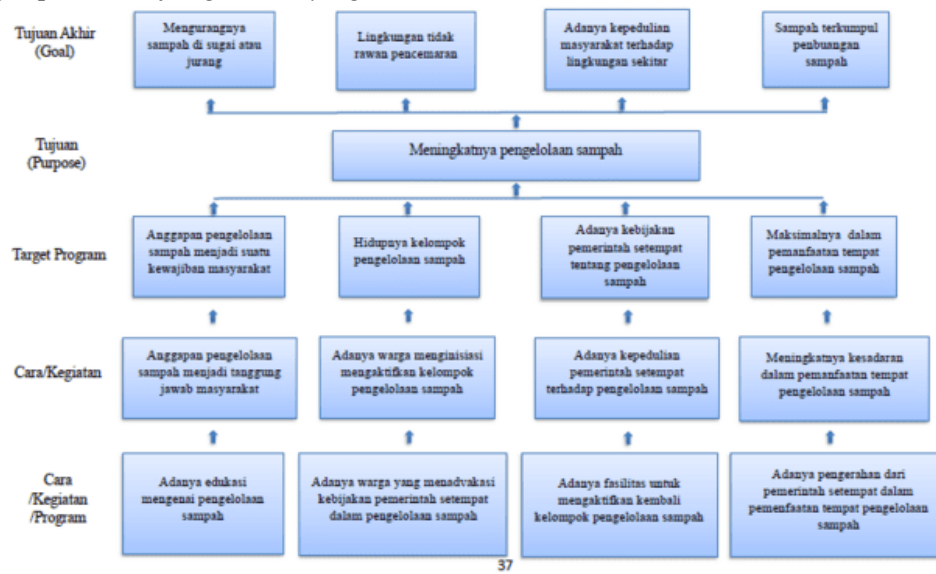 Tujuan Akhir
(Goal)
Mengurangnya
sampah di sugai atau
jurang
Lingkungan tidak
rawan pencemaran
Adanya kepedulian
masyarakat terhadap
lingkungan sekitar
Sampah terkumpul
penbuangan
sampah
Tujuan
(Purpose)
Meningkatnya pengelolaan sampah
Target Program
Anggapan pengelolaan
sampah menjadi suatu
kewajiban masyarakat
Hidupnya kelompok
pengelolaan sampah
Adanya kebijakan
pemerintah setempat
tentang pengelolaan
sampah
Maksimalnya dalam
pemanfaatan tempat
pengelolaan sampah
Cara/Kegiatan
Anggapan pengelolaan
sampah menjadi tanggung
jawab masyarakat
Adanya warga menginisiasi
mengaktifkan kelompok
pengelolaan sampah
Adanya kepedulian
pemerintah setempat
terhadap pengelolaan sampah
Meningkatnya kesadaran
dalam pemanfaatan tempat
pengelolaan sampah
Cara
/Kegiatan
/Program
Adanya edukasi
mengenai pengelolaan
sampah
Adanya warga yang menadvakasi
kebijakan pemerintah setempat
dalam pengelolaan sampah
Adanya fasilitas untuk
mengaktifkan kembali
kelompok pengelolaan sampah
Adanya pengerahan dari
pemerintah setempat dalam
pemenfaatan tempat pengelolaan
sampah
37